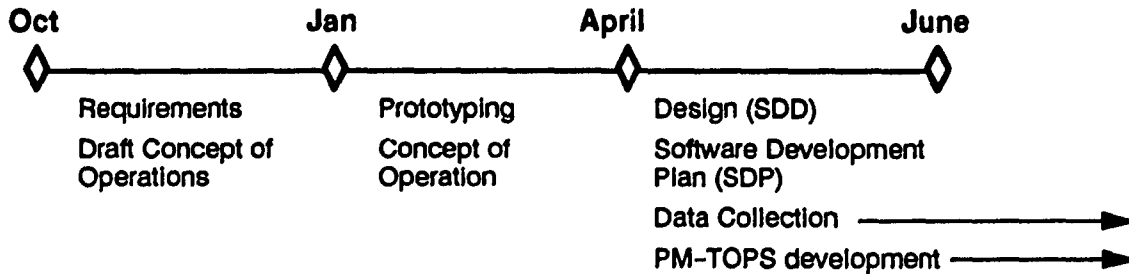 Oct Jan April June
Requirements Prototyping Design (SDD)
Draft Concept of Concept of Software Development
Operations Operation Plan (SDP)
Data Collection
PM-TOPS development